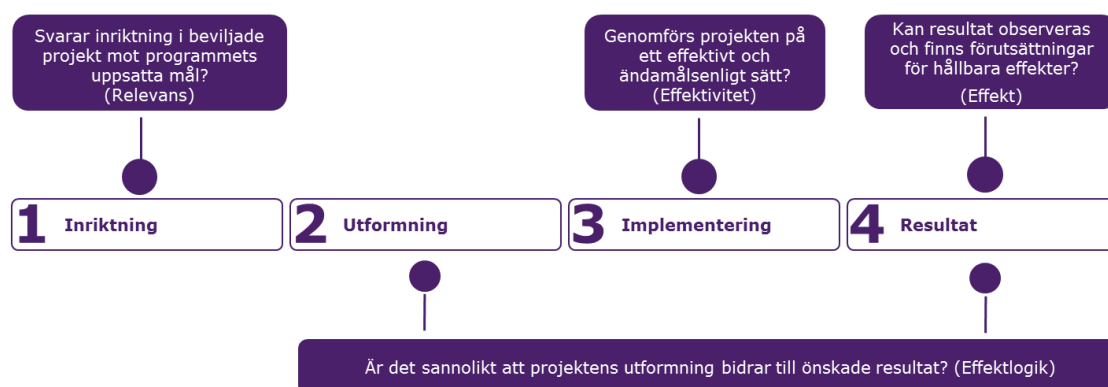 Svarar inriktning i beviljade
projekt mot programmets
uppsatta mål?
(Relevans)
Genomförs projekten på
ett effektivt och
ändamålsenligt sätt?
(Effektivitet)
Kan resultat observeras
och finns förutsättningar
för hållbara effekter?
(Effekt)
1 Inriktning
2 Utformning
3 Implementering
4 Resultat
Är det sannolikt att projektens utformning bidrar till önskade resultat? (Effektlogik)